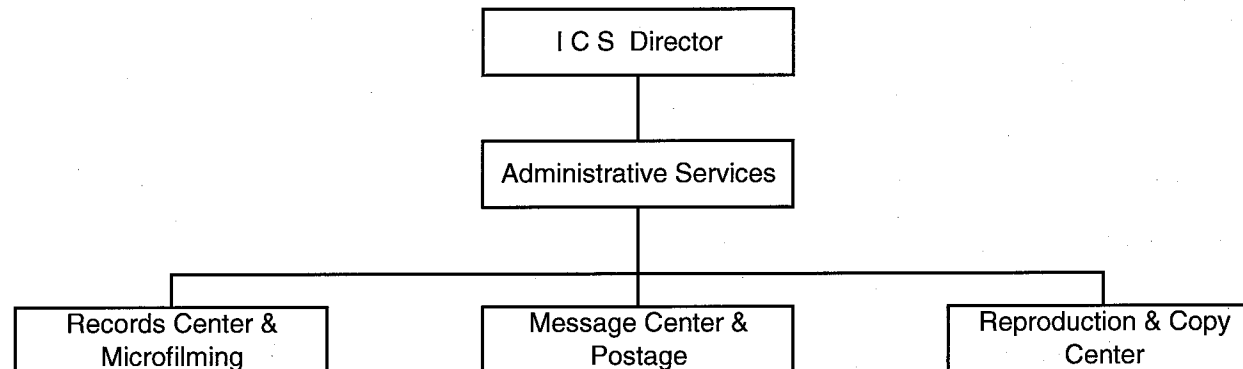 I C S Director
Administrative Services
Records Center &
Microfilming
Message Center &
Postage
Reproduction & Copy
Center